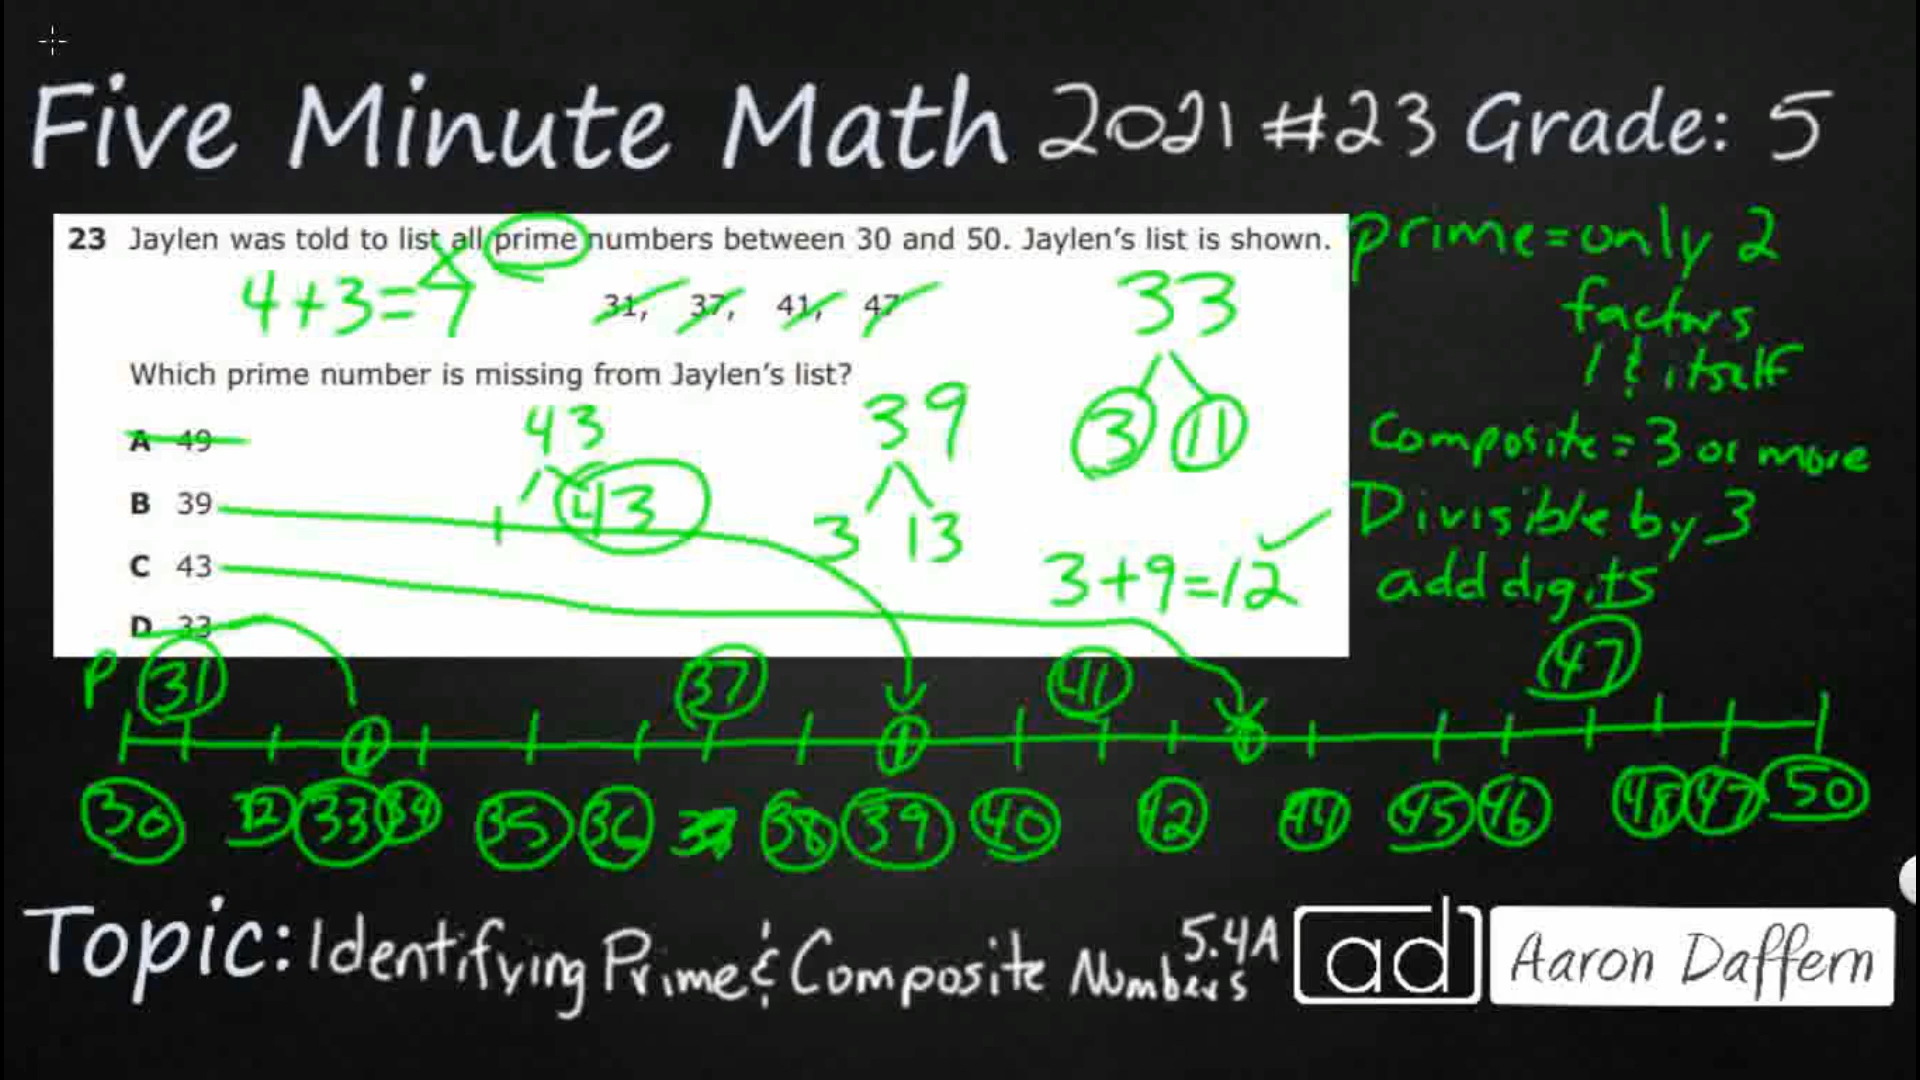 Five Minute Math 2021 #23 Grade: 5
23 Jaylen was told to list all prime numbers between 30 and 50. Jaylen's list is shown.
prime = only 2
factors
1 & itself
4+3=7
31, 37, 41, 47
33
3 11
Which prime number is missing from Jaylen's list?
43
1 43
39
3 13
Composite = 3 or more
Divisible by 3
add digits
3+9=12
A 49
B 39
C 43
D 33
P 31 37 41 47
30 32 33 34 35 36 38 39 40 42 44 45 46 48 47 50
Topic: Identifying Prime & Composite Numbers 5.4A
ad Aaron Daffern